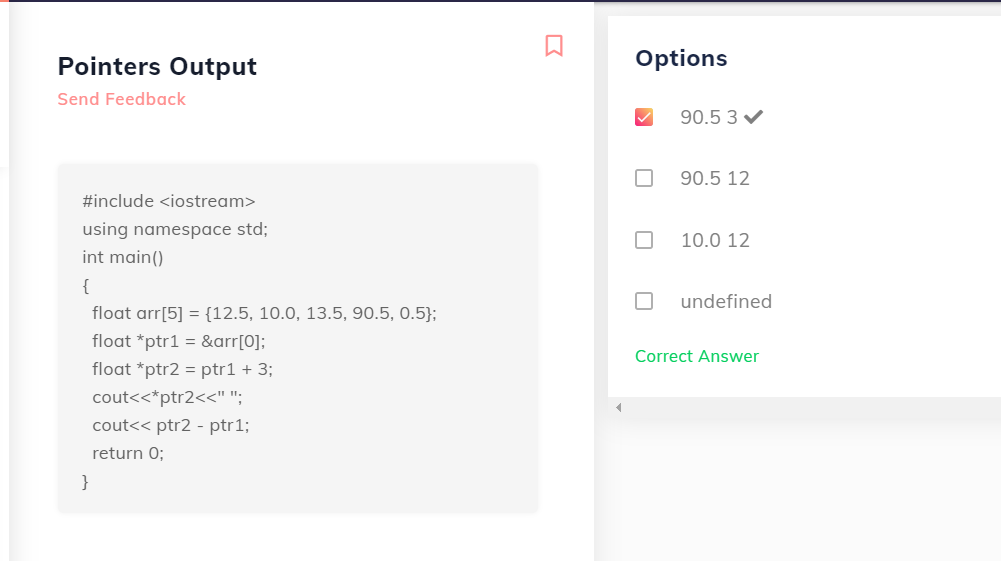 Pointers Output
Send Feedback
#include <iostream>
using namespace std;
int main()
{
float arr[5] = {12.5, 10.0, 13.5, 90.5, 0.5};
float *ptr1 = &arr[0];
float *ptr2 = ptr1 + 3;
cout<<*ptr2<<" ";
cout<< ptr2 - ptr1;
return 0;
}
Options
90.5 3
90.5 12
10.0 12
undefined
Correct Answer